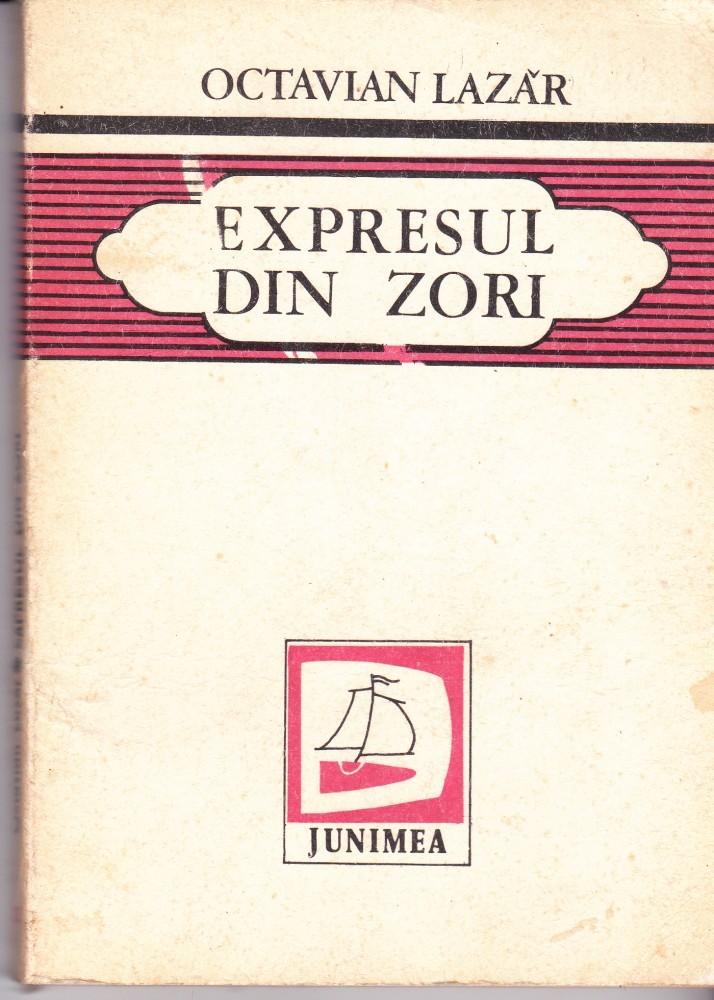 OCTAVIAN LAZĂR
EXPRESUL
DIN ZORI
JUNIMEA